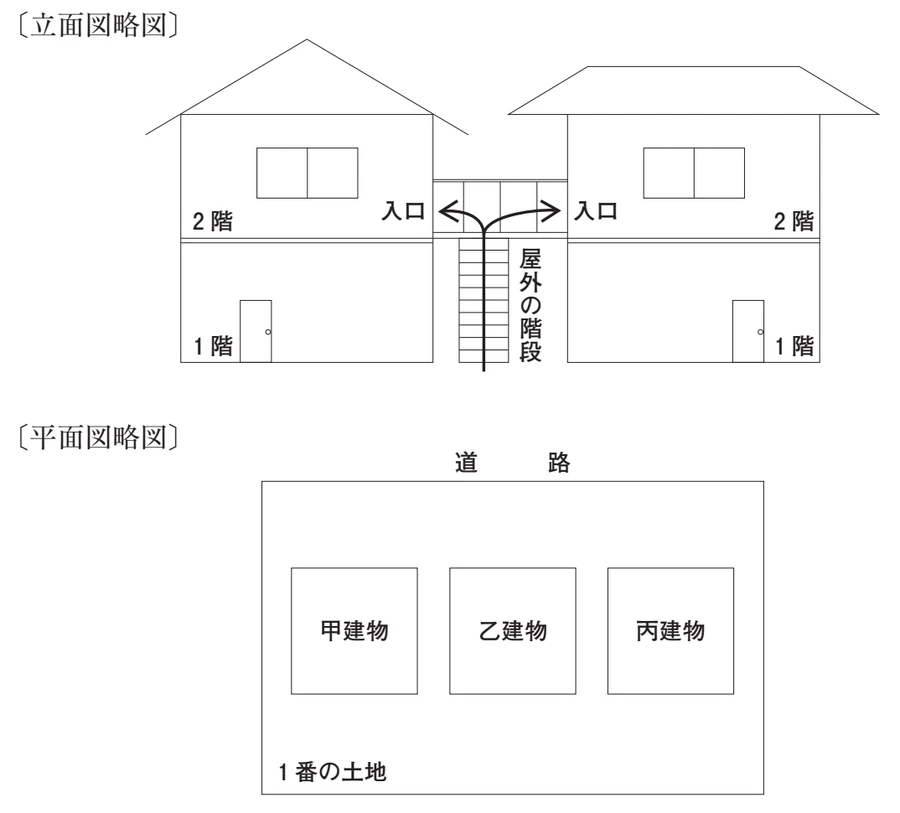 〔立面図略図〕
入口
入口
2階
2階
屋外の階段
1階
1階
〔平面図略図〕
道 路
甲建物
乙建物
丙建物
1番の土地